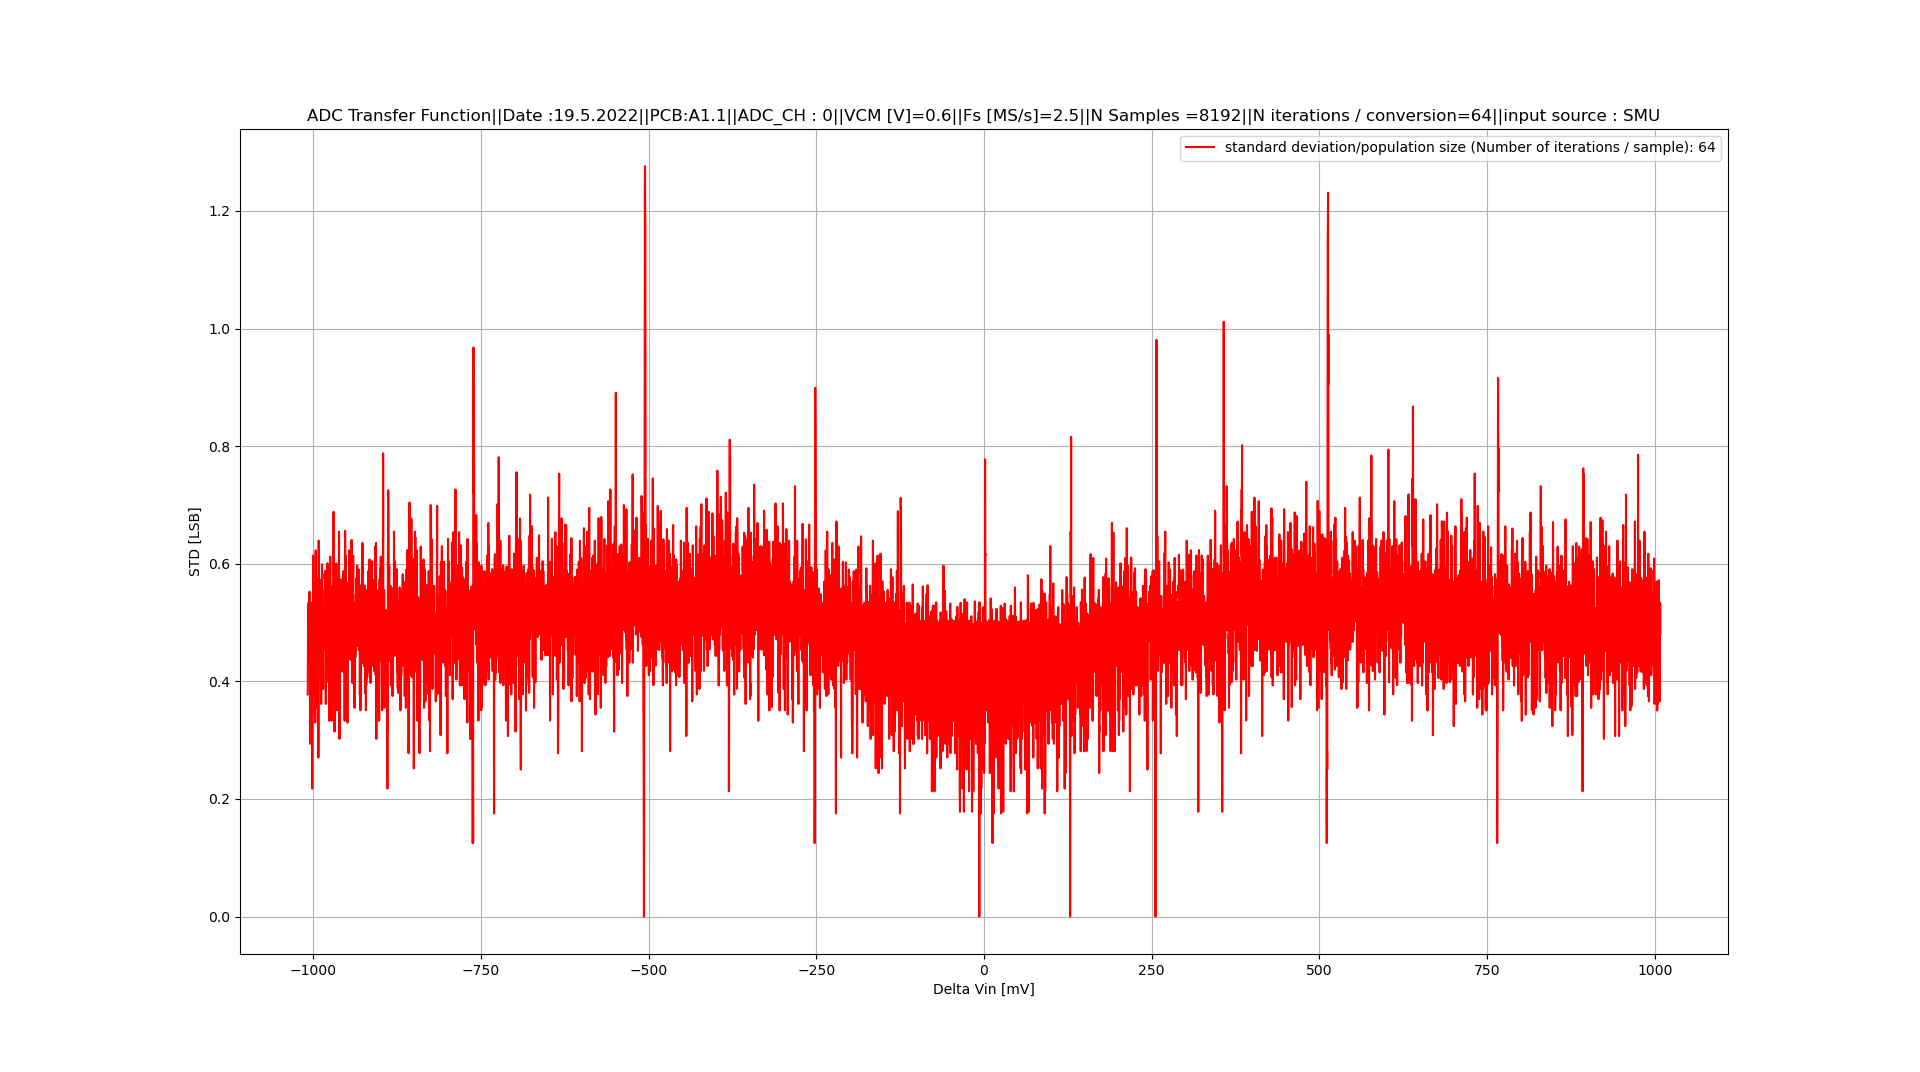 ADC Transfer Function||Date :19.5.2022||PCB:A1.1||ADC_CH : 0||VCM [V]=0.6||Fs [MS/s]=2.5||N Samples =8192||N iterations / conversion=64||input source : SMU
standard deviation/population size (Number of iterations / sample): 64
1.2
1.0
0.8
0.6
0.4
0.2
0.0
STD [LSB]
−1000 −750 −500 −250 0 250 500 750 1000
Delta Vin [mV]